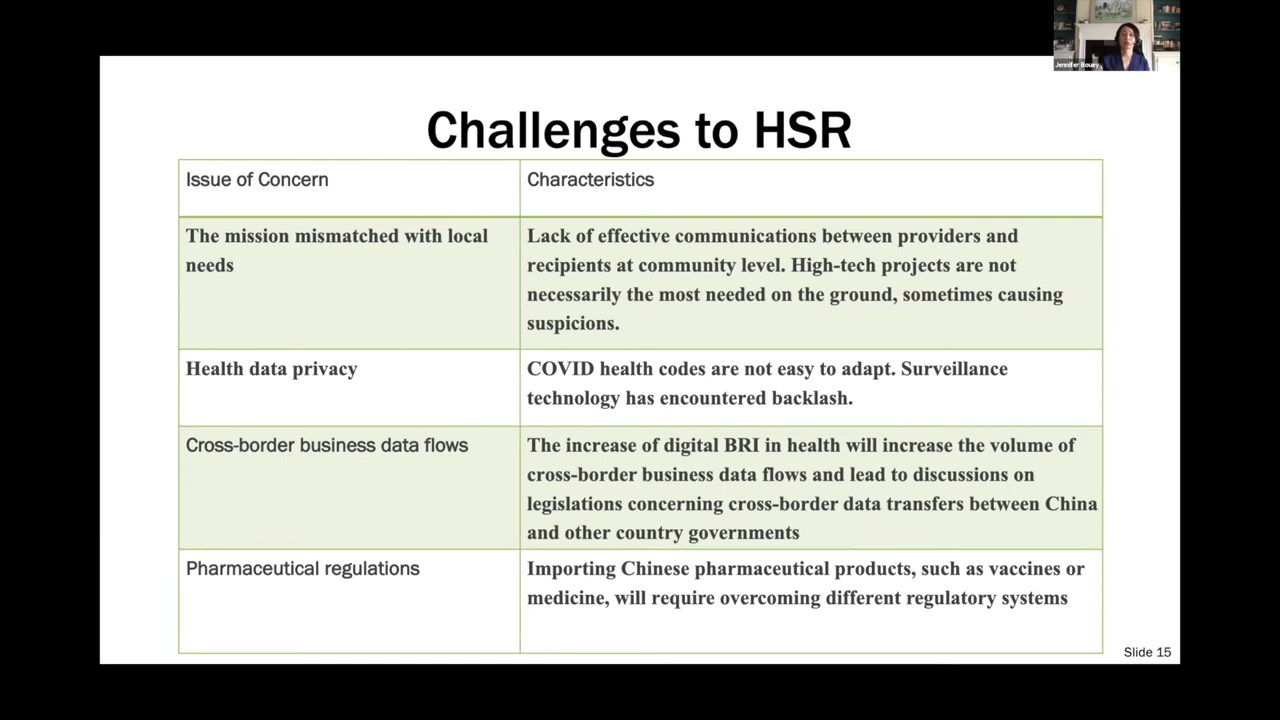 Jennifer Bouey
Challenges to HSR
Issue of Concern
Characteristics
The mission mismatched with local
needs
Lack of effective communications between providers and
recipients at community level. High-tech projects are not
necessarily the most needed on the ground, sometimes causing
suspicions.
Health data privacy
COVID health codes are not easy to adapt. Surveillance
technology has encountered backlash.
Cross-border business data flows
The increase of digital BRI in health will increase the volume of
cross-border business data flows and lead to discussions on
legislations concerning cross-border data transfers between China
and other country governments
Pharmaceutical regulations
Importing Chinese pharmaceutical products, such as vaccines or
medicine, will require overcoming different regulatory systems
Slide 15